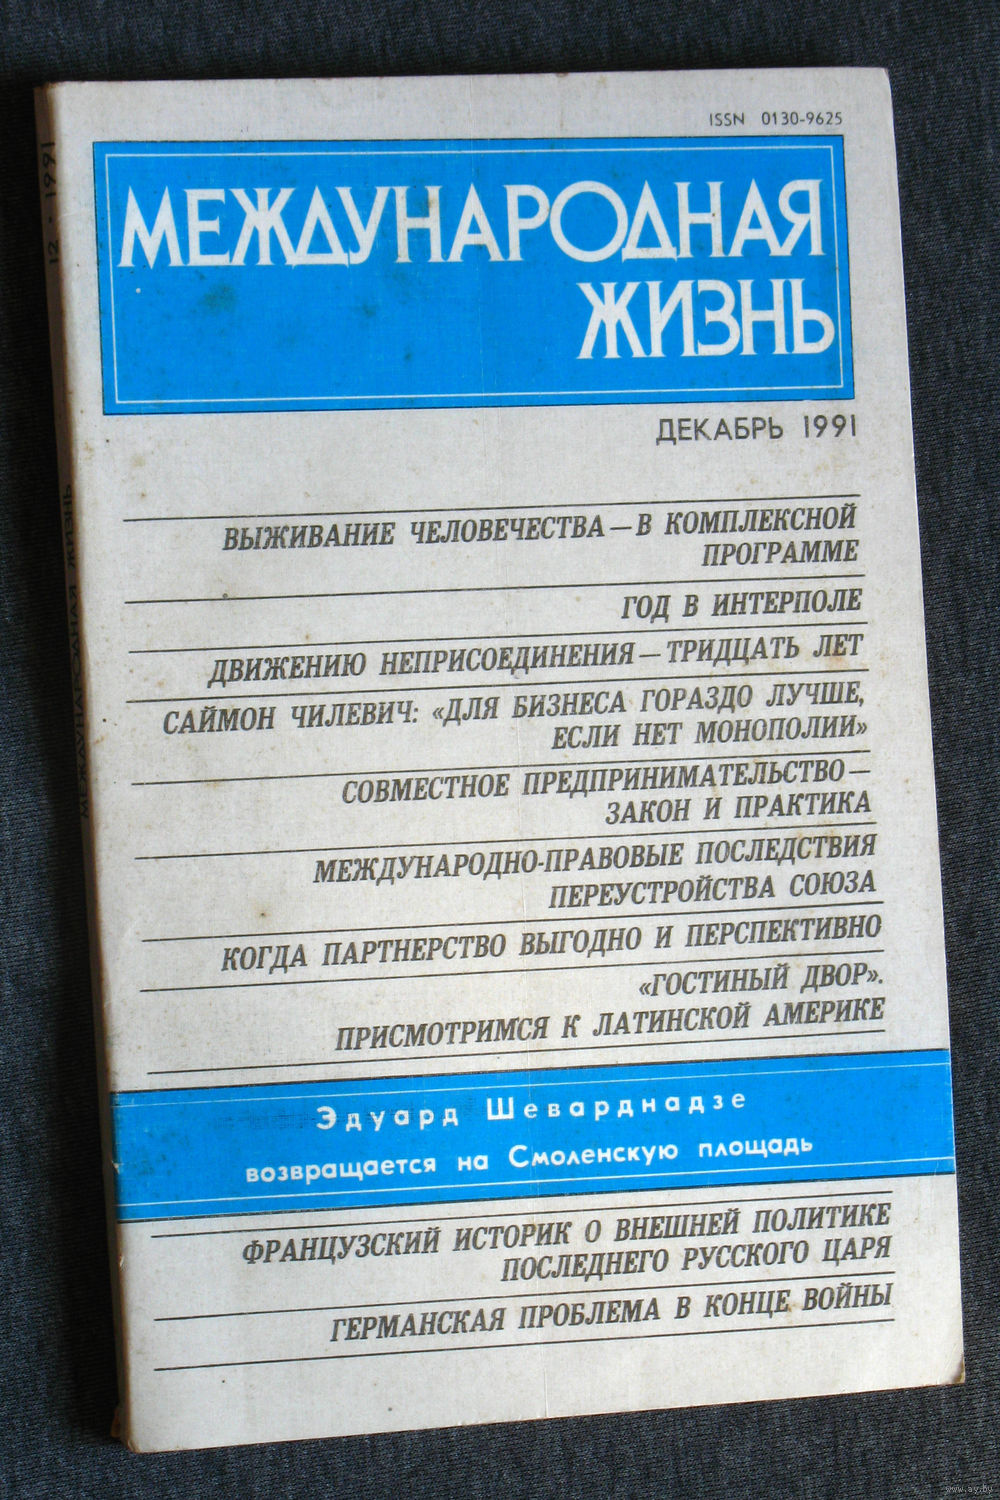 ISSN 0130-9625
МЕЖДУНАРОДНАЯ
ЖИЗНЬ
ДЕКАБРЬ 1991
ВЫЖИВАНИЕ ЧЕЛОВЕЧЕСТВА — В КОМПЛЕКСНОЙ
ПРОГРАММЕ
ГОД В ИНТЕРПОЛЕ
ДВИЖЕНИЮ НЕПРИСОЕДИНЕНИЯ — ТРИДЦАТЬ ЛЕТ
САЙМОН ЧИЛЕВИЧ: «ДЛЯ БИЗНЕСА ГОРАЗДО ЛУЧШЕ,
ЕСЛИ НЕТ МОНОПОЛИИ»
СОВМЕСТНОЕ ПРЕДПРИНИМАТЕЛЬСТВО —
ЗАКОН И ПРАКТИКА
МЕЖДУНАРОДНО-ПРАВОВЫЕ ПОСЛЕДСТВИЯ
ПЕРЕУСТРОЙСТВА СОЮЗА
КОГДА ПАРТНЕРСТВО ВЫГОДНО И ПЕРСПЕКТИВНО
«ГОСТИНЫЙ ДВОР».
ПРИСМОТРИМСЯ К ЛАТИНСКОЙ АМЕРИКЕ
Эдуард Шеварднадзе
возвращается на Смоленскую площадь
ФРАНЦУЗСКИЙ ИСТОРИК О ВНЕШНЕЙ ПОЛИТИКЕ
ПОСЛЕДНЕГО РУССКОГО ЦАРЯ
ГЕРМАНСКАЯ ПРОБЛЕМА В КОНЦЕ ВОЙНЫ
МЕЖДУНАРОДНАЯ ЖИЗНЬ
12 · 1991
www.ay.by